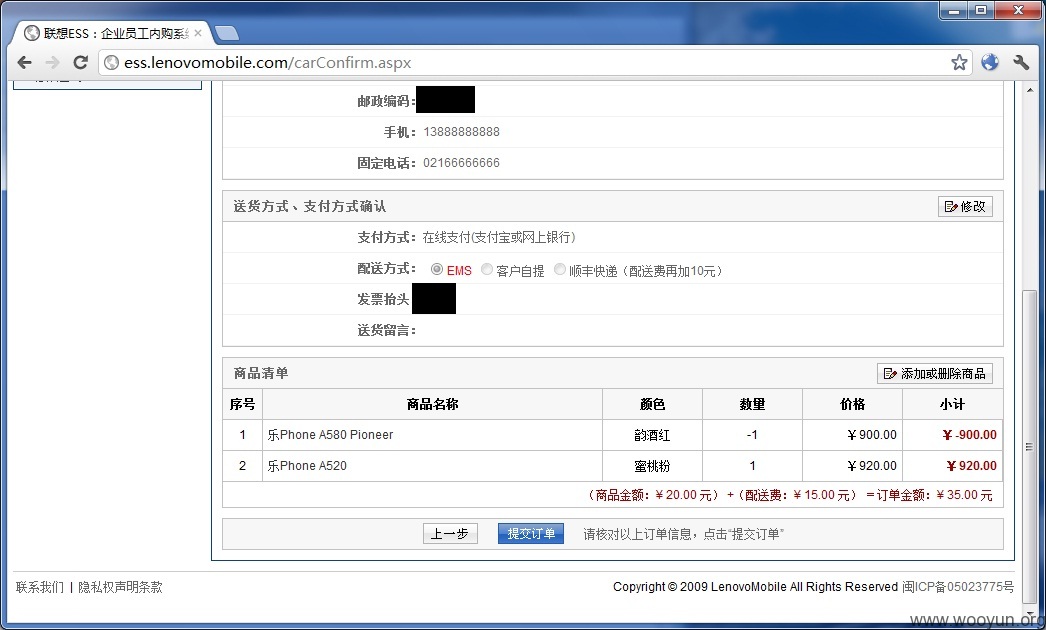 联想ESS：企业员工内购系统
ess.lenovomobile.com/carConfirm.aspx
邮政编码：
手机：13888888888
固定电话：02166666666
送货方式、支付方式确认 修改
支付方式：在线支付(支付宝或网上银行)
配送方式： EMS 客户自提 顺丰快递（配送费再加10元）
发票抬头
送货留言：
商品清单 添加或删除商品
序号 商品名称 颜色 数量 价格 小计
1 乐Phone A580 Pioneer 韵酒红 -1 ￥900.00 ￥-900.00
2 乐Phone A520 蜜桃粉 1 ￥920.00 ￥920.00
（商品金额：￥20.00 元）+（配送费：￥15.00 元）=订单金额：￥35.00 元
上一步 提交订单 请核对以上订单信息，点击“提交订单”
联系我们 | 隐私权声明条款 Copyright © 2009 LenovoMobile All Rights Reserved 闽ICP备05023775号
www.wooyun.org